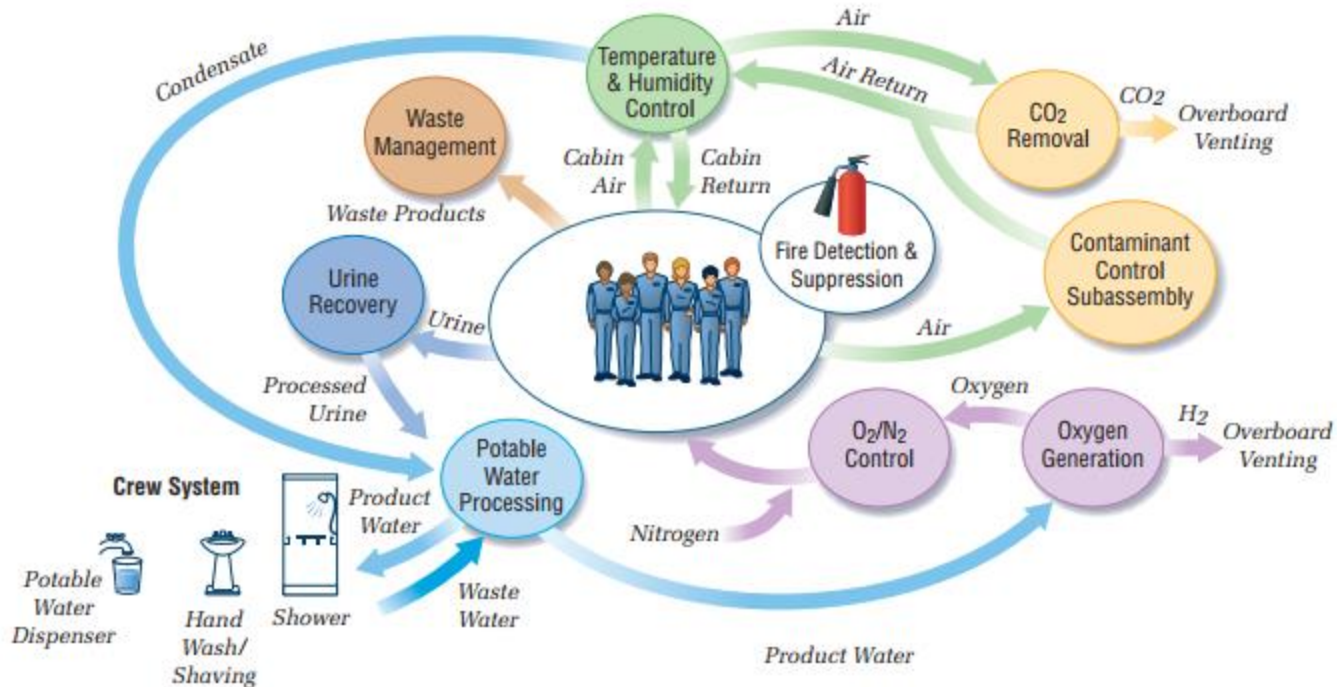 Condensate
Temperature
& Humidity
Control
Air
Air Return
CO2
Removal
CO2
Overboard
Venting
Waste
Management
Cabin
Air
Cabin
Return
Waste Products
Fire Detection &
Suppression
Contaminant
Control
Subassembly
Urine
Recovery
Urine
Air
Processed
Urine
Oxygen
O2/N2
Control
Oxygen
Generation
H2
Overboard
Venting
Potable
Water
Processing
Crew System
Product
Water
Nitrogen
Potable
Water
Dispenser
Hand
Wash/
Shaving
Shower
Waste
Water
Product Water